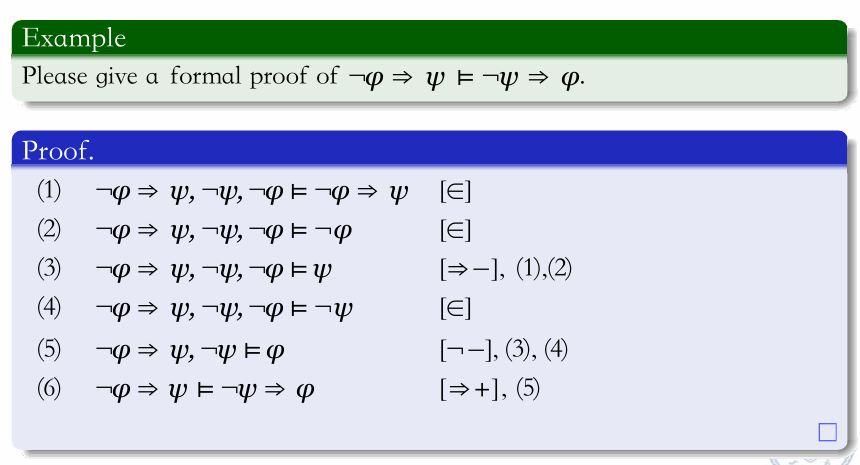 Example
Please give a formal proof of ¬φ ⇒ ψ ⊨ ¬ψ ⇒ φ.
Proof.
(1) ¬φ ⇒ ψ, ¬ψ, ¬φ ⊨ ¬φ ⇒ ψ [∈]
(2) ¬φ ⇒ ψ, ¬ψ, ¬φ ⊨ ¬φ [∈]
(3) ¬φ ⇒ ψ, ¬ψ, ¬φ ⊨ ψ [⇒−], (1),(2)
(4) ¬φ ⇒ ψ, ¬ψ, ¬φ ⊨ ¬ψ [∈]
(5) ¬φ ⇒ ψ, ¬ψ ⊨ φ [¬−], (3), (4)
(6) ¬φ ⇒ ψ ⊨ ¬ψ ⇒ φ [⇒+], (5)
□